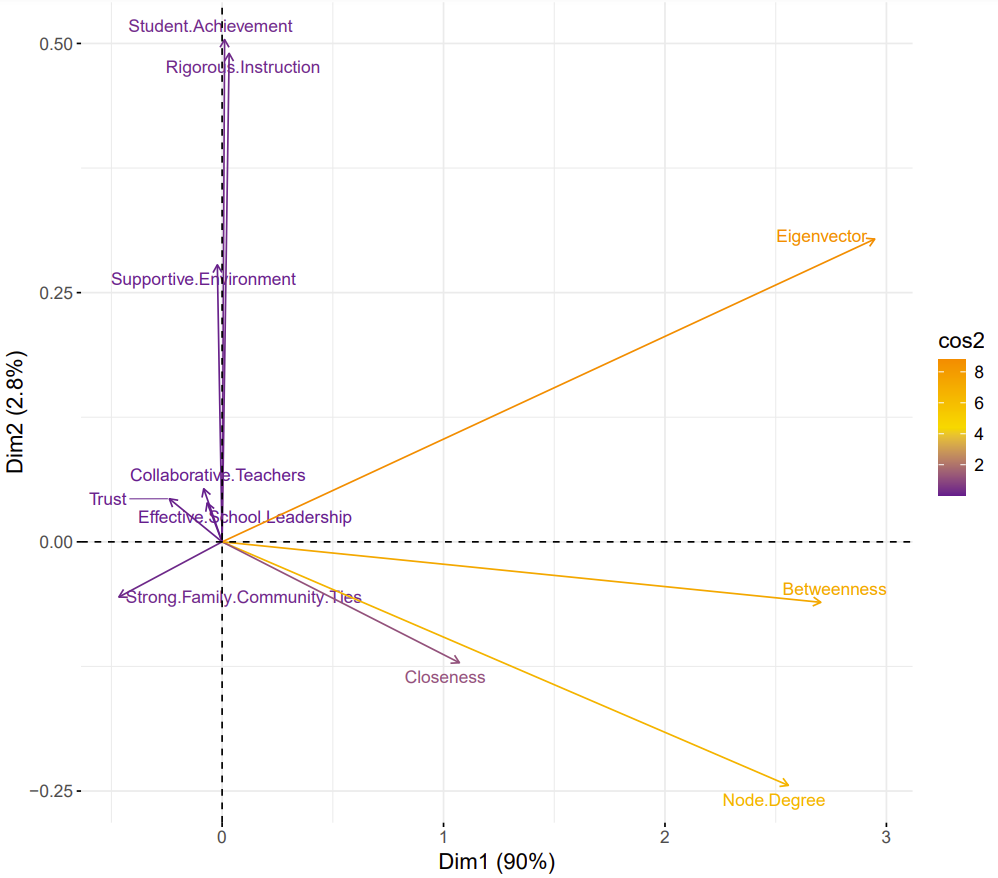 Student.Achievement
0.50
Rigorous.Instruction
Eigenvector
Supportive.Environment
0.25
cos2
8
6
4
2
Dim2 (2.8%)
Collaborative.Teachers
Trust
Effective.School.Leadership
0.00
Strong.Family.Community.Ties
Betweenness
Closeness
−0.25
Node.Degree
0
1
2
3
Dim1 (90%)